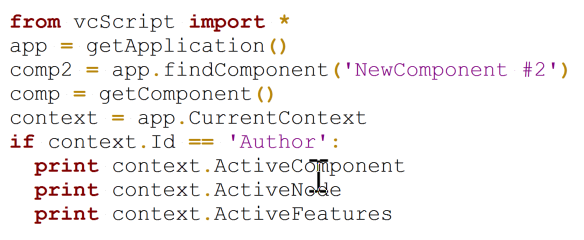 from vcScript import *
app = getApplication()
comp2 = app.findComponent('NewComponent #2')
comp = getComponent()
context = app.CurrentContext
if context.Id == 'Author':
  print context.ActiveComponent
  print context.ActiveNode
  print context.ActiveFeatures